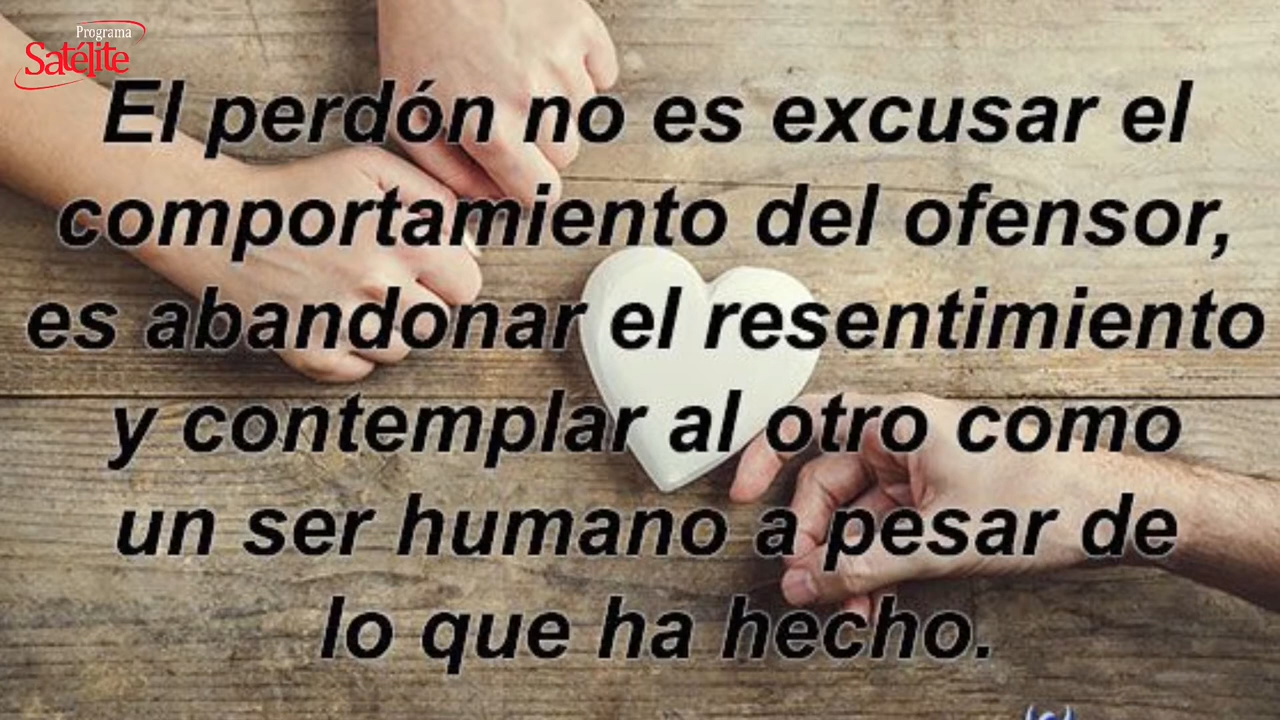 Programa
Satélite
El perdón no es excusar el
comportamiento del ofensor,
es abandonar el resentimiento
y contemplar al otro como
un ser humano a pesar de
lo que ha hecho.